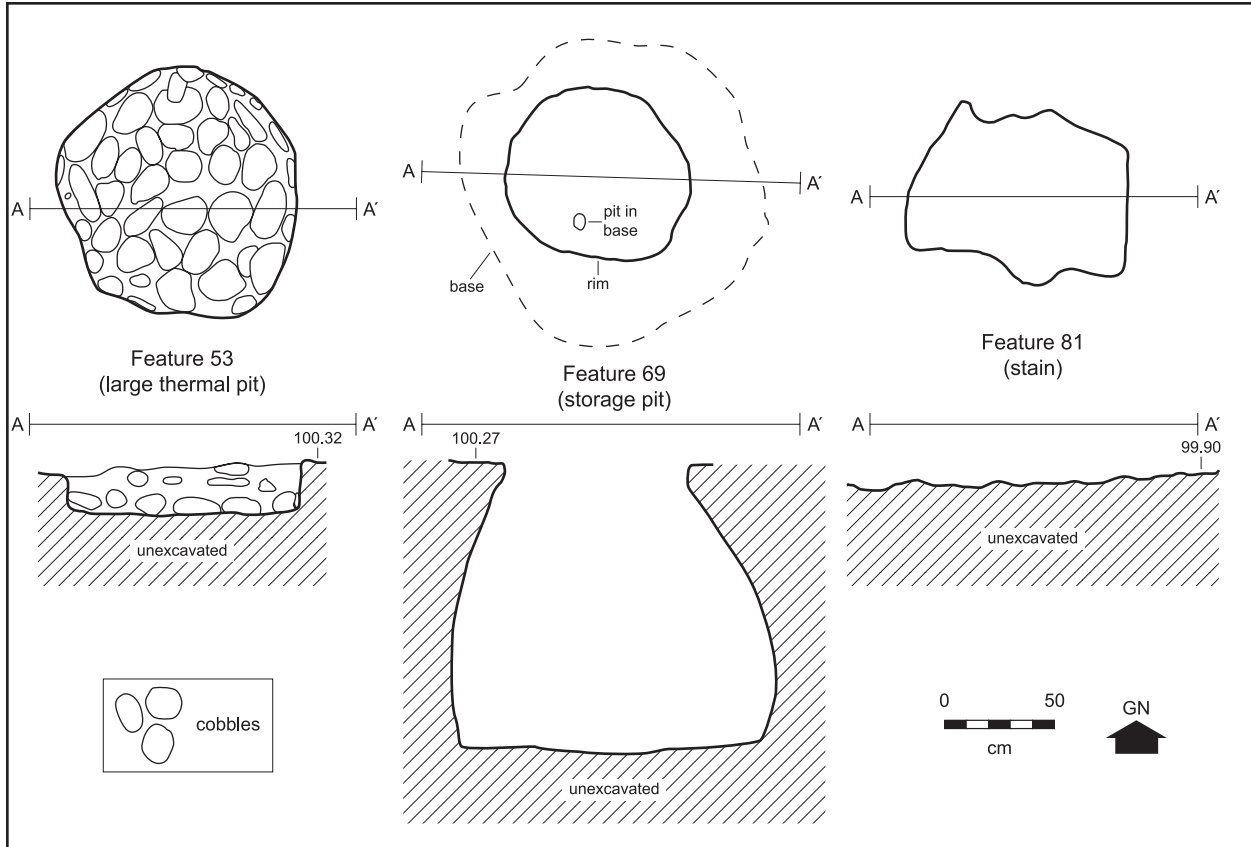 A A′
Feature 53
(large thermal pit)
A A′
100.32
unexcavated
cobbles
A A′
pit in
base
base
rim
Feature 69
(storage pit)
A A′
100.27
unexcavated
A A′
Feature 81
(stain)
A A′
99.90
unexcavated
0 50
cm
GN